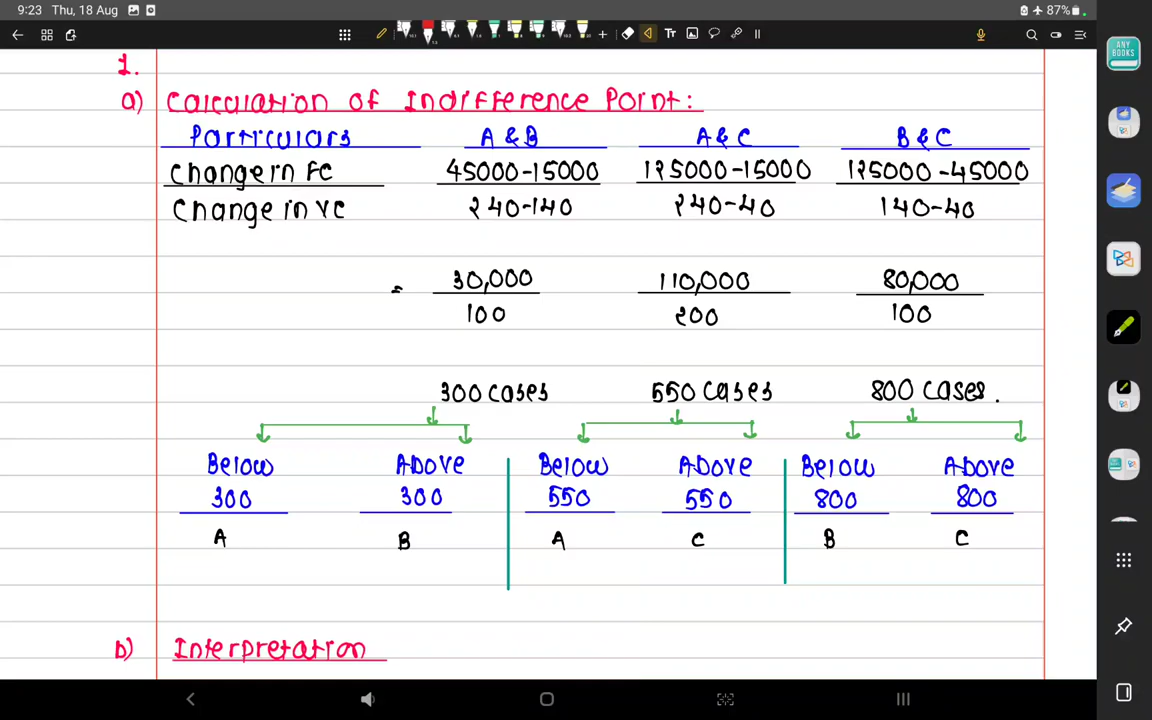 9:23 Thu, 18 Aug 87%
Tr
ANY BOOKS
1.
a) Calculation of Indifference Point:
Particulars A & B A & C B & C
Change in FC 45000-15000 125000-15000 125000-45000
Change in VC 240-140 240-40 140-40
= 30,000 110,000 80,000
100 200 100
300 cases 550 cases 800 cases.
Below Above Below Above Below Above
300 300 550 550 800 800
A B A C B C
b) Interpretation